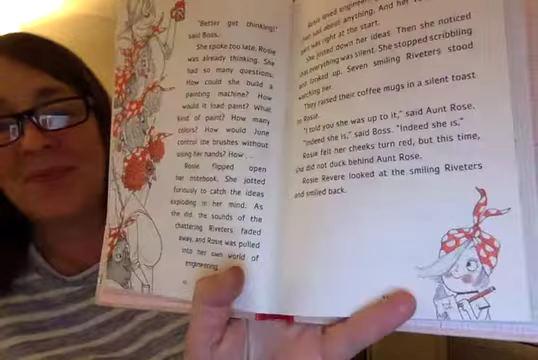 "Better get thinking!"
said Boss.
She spoke too late. Rosie
was already thinking. She
had so many questions:
How could she build a
painting machine? How
would it load paint? What
kind of paint? How many
colors? How would June
control the brushes without
using her hands? How . . .
Rosie flipped open
her notebook. She jotted
furiously to catch the ideas
exploding in her mind. As
she did, the sounds of the
chattering Riveters faded
away, and Rosie was pulled
into her own world of
engineering.
Rosie loved
just about anything. And her
part was right at the start.
She jotted down her ideas. Then she noticed
that everything was silent. She stopped scribbling
and looked up. Seven smiling Riveters stood
watching her.
They raised their coffee mugs in a silent toast
to Rosie.
"I told you she was up to it," said Aunt Rose.
"Indeed she is," said Boss. "Indeed she is."
Rosie felt her cheeks turn red, but this time,
she did not duck behind Aunt Rose.
Rosie Revere looked at the smiling Riveters
and smiled back.